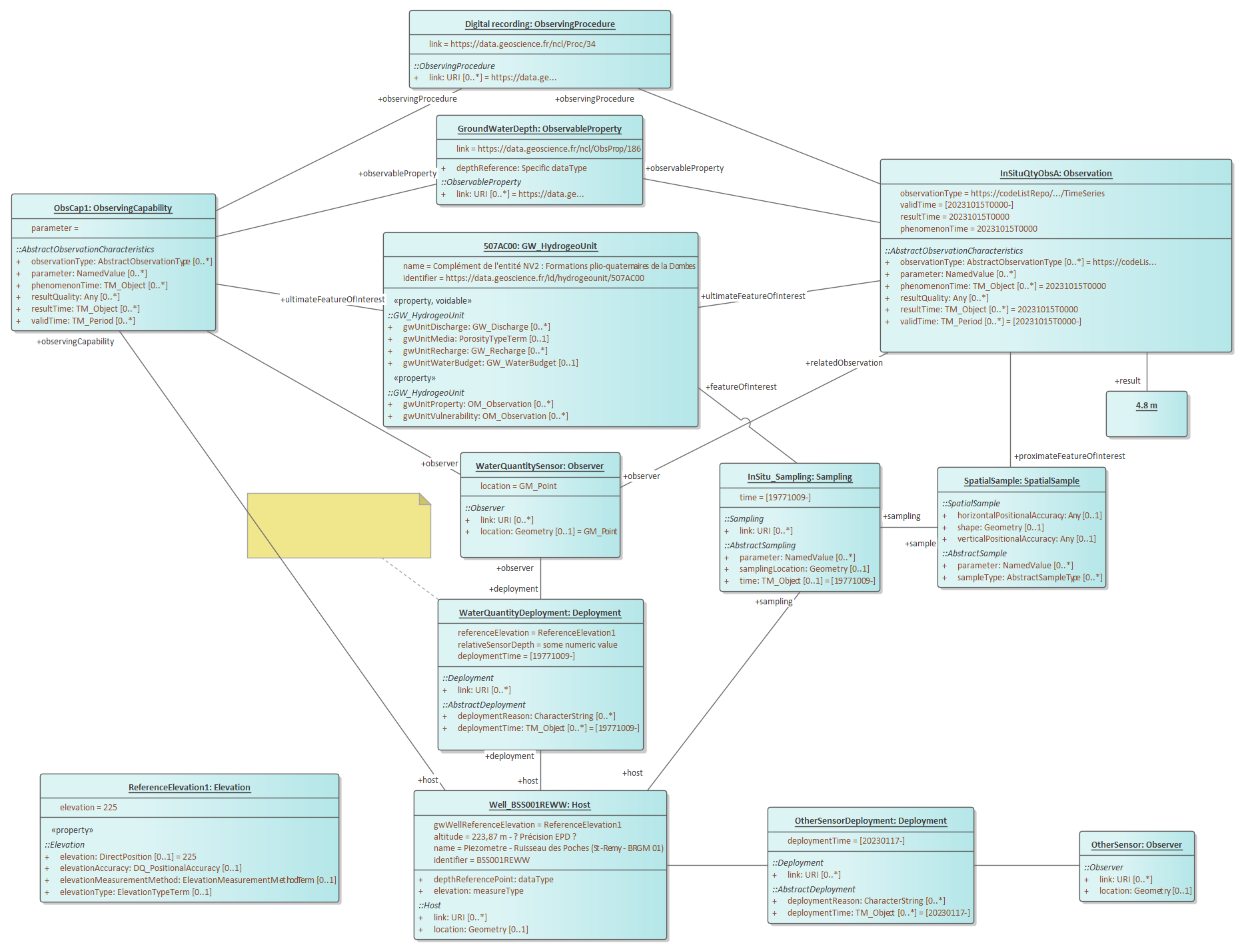 Digital recording: ObservingProcedure
link = https://data.geoscience.fr/ncl/Proc/34
::ObservingProcedure
+ link: URI [0..*] = https://data.ge...
+observingProcedure
+observingProcedure
GroundWaterDepth: ObservableProperty
link = https://data.geoscience.fr/ncl/ObsProp/186
+ depthReference: Specific dataType
::ObservableProperty
+ link: URI [0..*] = https://data.ge...
+observableProperty
+observableProperty
InSituQtyObsA: Observation
observationType = https://codeListRepo/.../TimeSeries
validTime = [20231015T0000-]
resultTime = 20231015T0000
phenomenonTime = 20231015T0000
::AbstractObservationCharacteristics
+ observationType: AbstractObservationType [0..*] = https://codeLis...
+ parameter: NamedValue [0..*]
+ phenomenonTime: TM_Object [0..*] = 20231015T0000
+ resultQuality: Any [0..*]
+ resultTime: TM_Object [0..*] = 20231015T0000
+ validTime: TM_Period [0..*] = [20231015T0000-]
ObsCap1: ObservingCapability
parameter =
::AbstractObservationCharacteristics
+ observationType: AbstractObservationType [0..*]
+ parameter: NamedValue [0..*]
+ phenomenonTime: TM_Object [0..*]
+ resultQuality: Any [0..*]
+ resultTime: TM_Object [0..*]
+ validTime: TM_Period [0..*]
+observingCapability
507AC00: GW_HydrogeoUnit
name = Complément de l'entité NV2 : Formations plio-quaternaires de la Dombes
identifier = https://data.geoscience.fr/id/hydrogeounit/507AC00
«property, voidable»
::GW_HydrogeoUnit
+ gwUnitDischarge: GW_Discharge [0..*]
+ gwUnitMedia: PorosityTypeTerm [0..1]
+ gwUnitRecharge: GW_Recharge [0..*]
+ gwUnitWaterBudget: GW_WaterBudget [0..1]
«property»
::GW_HydrogeoUnit
+ gwUnitProperty: OM_Observation [0..*]
+ gwUnitVulnerability: OM_Observation [0..*]
+ultimateFeatureOfInterest
+ultimateFeatureOfInterest
+relatedObservation
+featureOfInterest
+result
4.8 m
+proximateFeatureOfInterest
+observer
WaterQuantitySensor: Observer
location = GM_Point
::Observer
+ link: URI [0..*]
+ location: Geometry [0..1] = GM_Point
+observer
+observer
+deployment
InSitu_Sampling: Sampling
time = [19771009-]
::Sampling
+ link: URI [0..*]
::AbstractSampling
+ parameter: NamedValue [0..*]
+ samplingLocation: Geometry [0..1]
+ time: TM_Object [0..1] = [19771009-]
+sampling
+sampling
+sample
SpatialSample: SpatialSample
::SpatialSample
+ horizontalPositionalAccuracy: Any [0..1]
+ shape: Geometry [0..1]
+ verticalPositionalAccuracy: Any [0..1]
::AbstractSample
+ parameter: NamedValue [0..*]
+ sampleType: AbstractSampleType [0..*]
WaterQuantityDeployment: Deployment
referenceElevation = ReferenceElevation1
relativeSensorDepth = some numeric value
deploymentTime = [19771009-]
::Deployment
+ link: URI [0..*]
::AbstractDeployment
+ deploymentReason: CharacterString [0..*]
+ deploymentTime: TM_Object [0..*] = [19771009-]
+deployment
+host
+host
+host
ReferenceElevation1: Elevation
elevation = 225
«property»
::Elevation
+ elevation: DirectPosition [0..1] = 225
+ elevationAccuracy: DQ_PositionalAccuracy [0..1]
+ elevationMeasurementMethod: ElevationMeasurementMethodTerm [0..1]
+ elevationType: ElevationTypeTerm [0..1]
Well_BSS001REWW: Host
gwWellReferenceElevation = ReferenceElevation1
altitude = 223,87 m - ? Précision EPD ?
name = Piezometre - Ruisseau des Poches (St-Remy - BRGM 01)
identifier = BSS001REWW
+ depthReferencePoint: dataType
+ elevation: measureType
::Host
+ link: URI [0..*]
+ location: Geometry [0..1]
OtherSensorDeployment: Deployment
deploymentTime = [20230117-]
::Deployment
+ link: URI [0..*]
::AbstractDeployment
+ deploymentReason: CharacterString [0..*]
+ deploymentTime: TM_Object [0..*] = [20230117-]
OtherSensor: Observer
::Observer
+ link: URI [0..*]
+ location: Geometry [0..1]